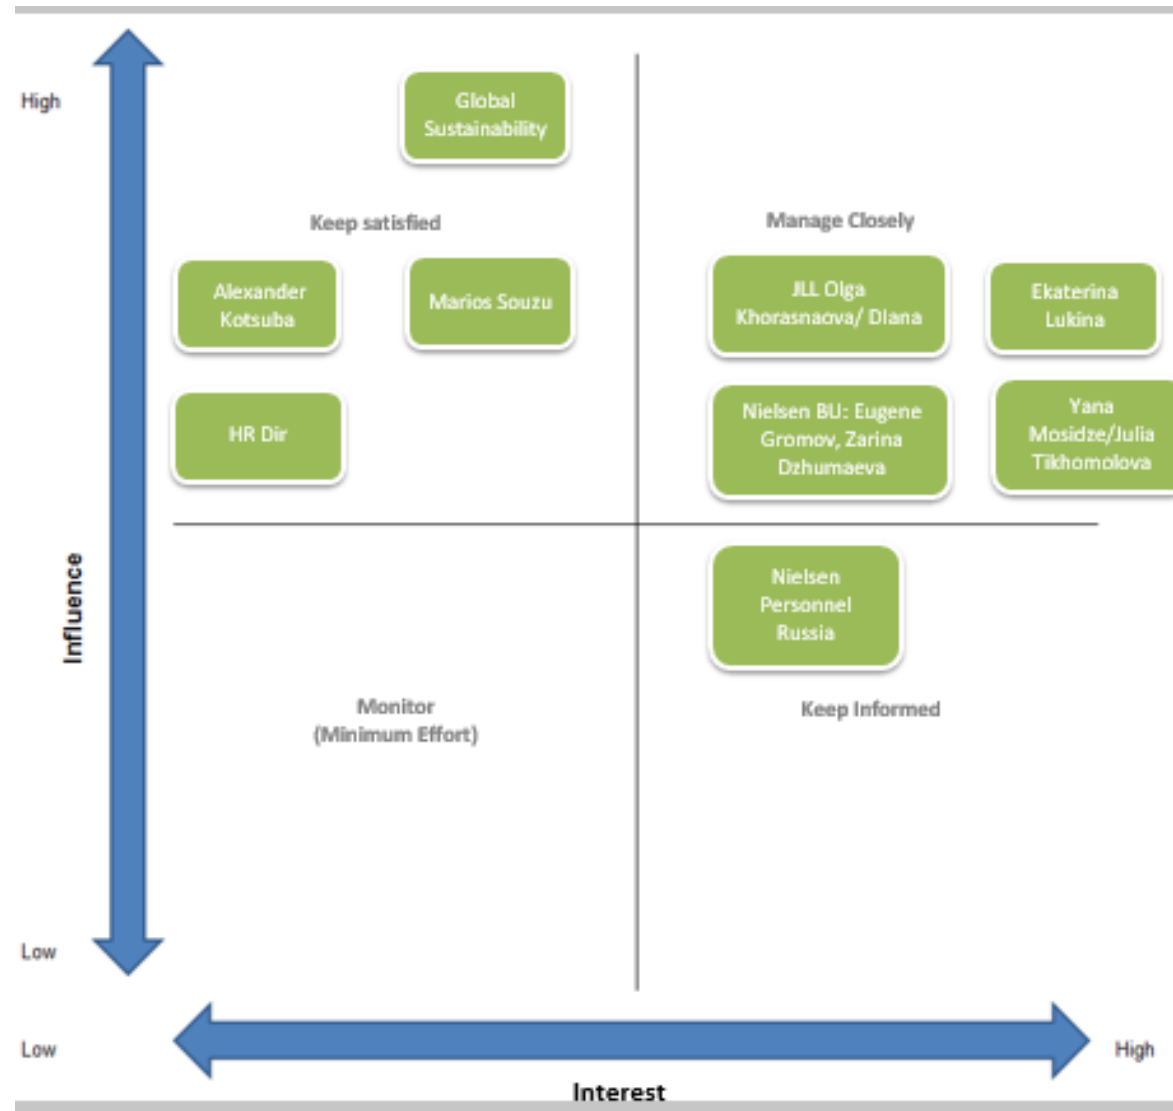 High
Global
Sustainability
Keep satisfied
Manage Closely
Alexander
Kotsuba
Marios Souzu
JLL Olga
Khorasnaova/ Diana
Ekaterina
Lukina
HR Dir
Nielsen BU: Eugene
Gromov, Zarina
Dzhumaeva
Yana
Mosidze/Julia
Tikhomolova
Influence
Nielsen
Personnel
Russia
Monitor
(Minimum Effort)
Keep Informed
Low
Low
High
Interest